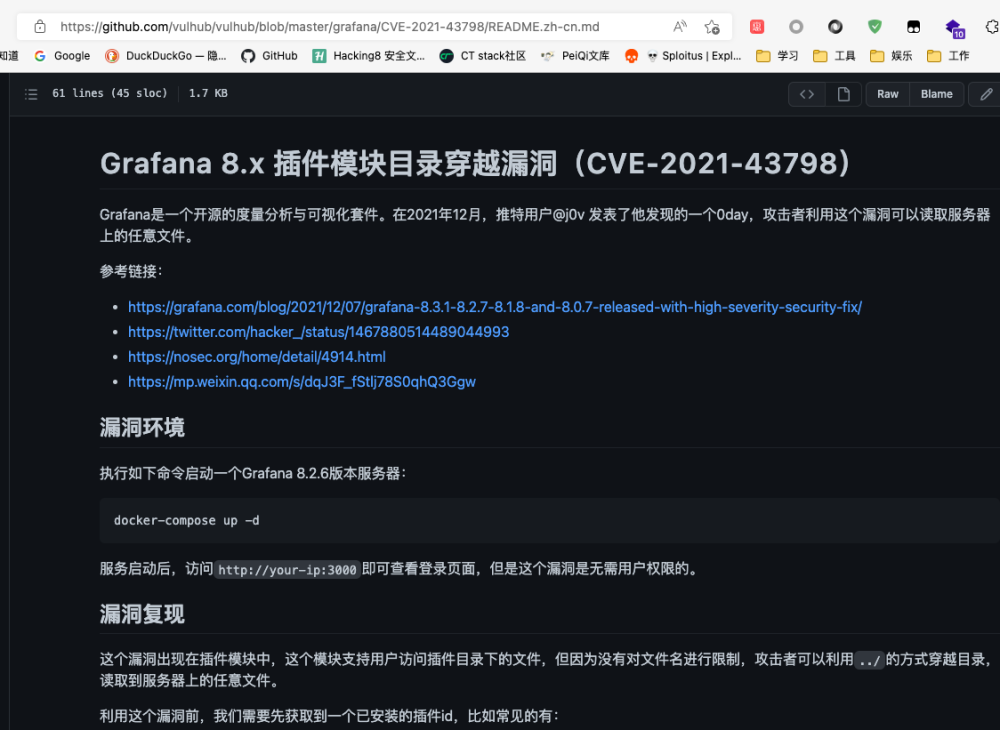 https://github.com/vulhub/vulhub/blob/master/grafana/CVE-2021-43798/README.zh-cn.md
10
知道 Google DuckDuckGo — 隐... GitHub Hacking8 安全文... CT stack社区 PeiQi文库 Sploitus | Expl... 学习 工具 娱乐 工作
61 lines (45 sloc) 1.7 KB <> Raw Blame
Grafana 8.x 插件模块目录穿越漏洞（CVE-2021-43798）
Grafana是一个开源的度量分析与可视化套件。在2021年12月，推特用户@j0v 发表了他发现的一个0day，攻击者利用这个漏洞可以读取服务器
上的任意文件。
参考链接：
https://grafana.com/blog/2021/12/07/grafana-8.3.1-8.2.7-8.1.8-and-8.0.7-released-with-high-severity-security-fix/
https://twitter.com/hacker_/status/1467880514489044993
https://nosec.org/home/detail/4914.html
https://mp.weixin.qq.com/s/dqJ3F_fStlj78S0qhQ3Ggw
漏洞环境
执行如下命令启动一个Grafana 8.2.6版本服务器：
docker-compose up -d
服务启动后，访问http://your-ip:3000即可查看登录页面，但是这个漏洞是无需用户权限的。
漏洞复现
这个漏洞出现在插件模块中，这个模块支持用户访问插件目录下的文件，但因为没有对文件名进行限制，攻击者可以利用../的方式穿越目录，
读取到服务器上的任意文件。
利用这个漏洞前，我们需要先获取到一个已安装的插件id，比如常见的有：